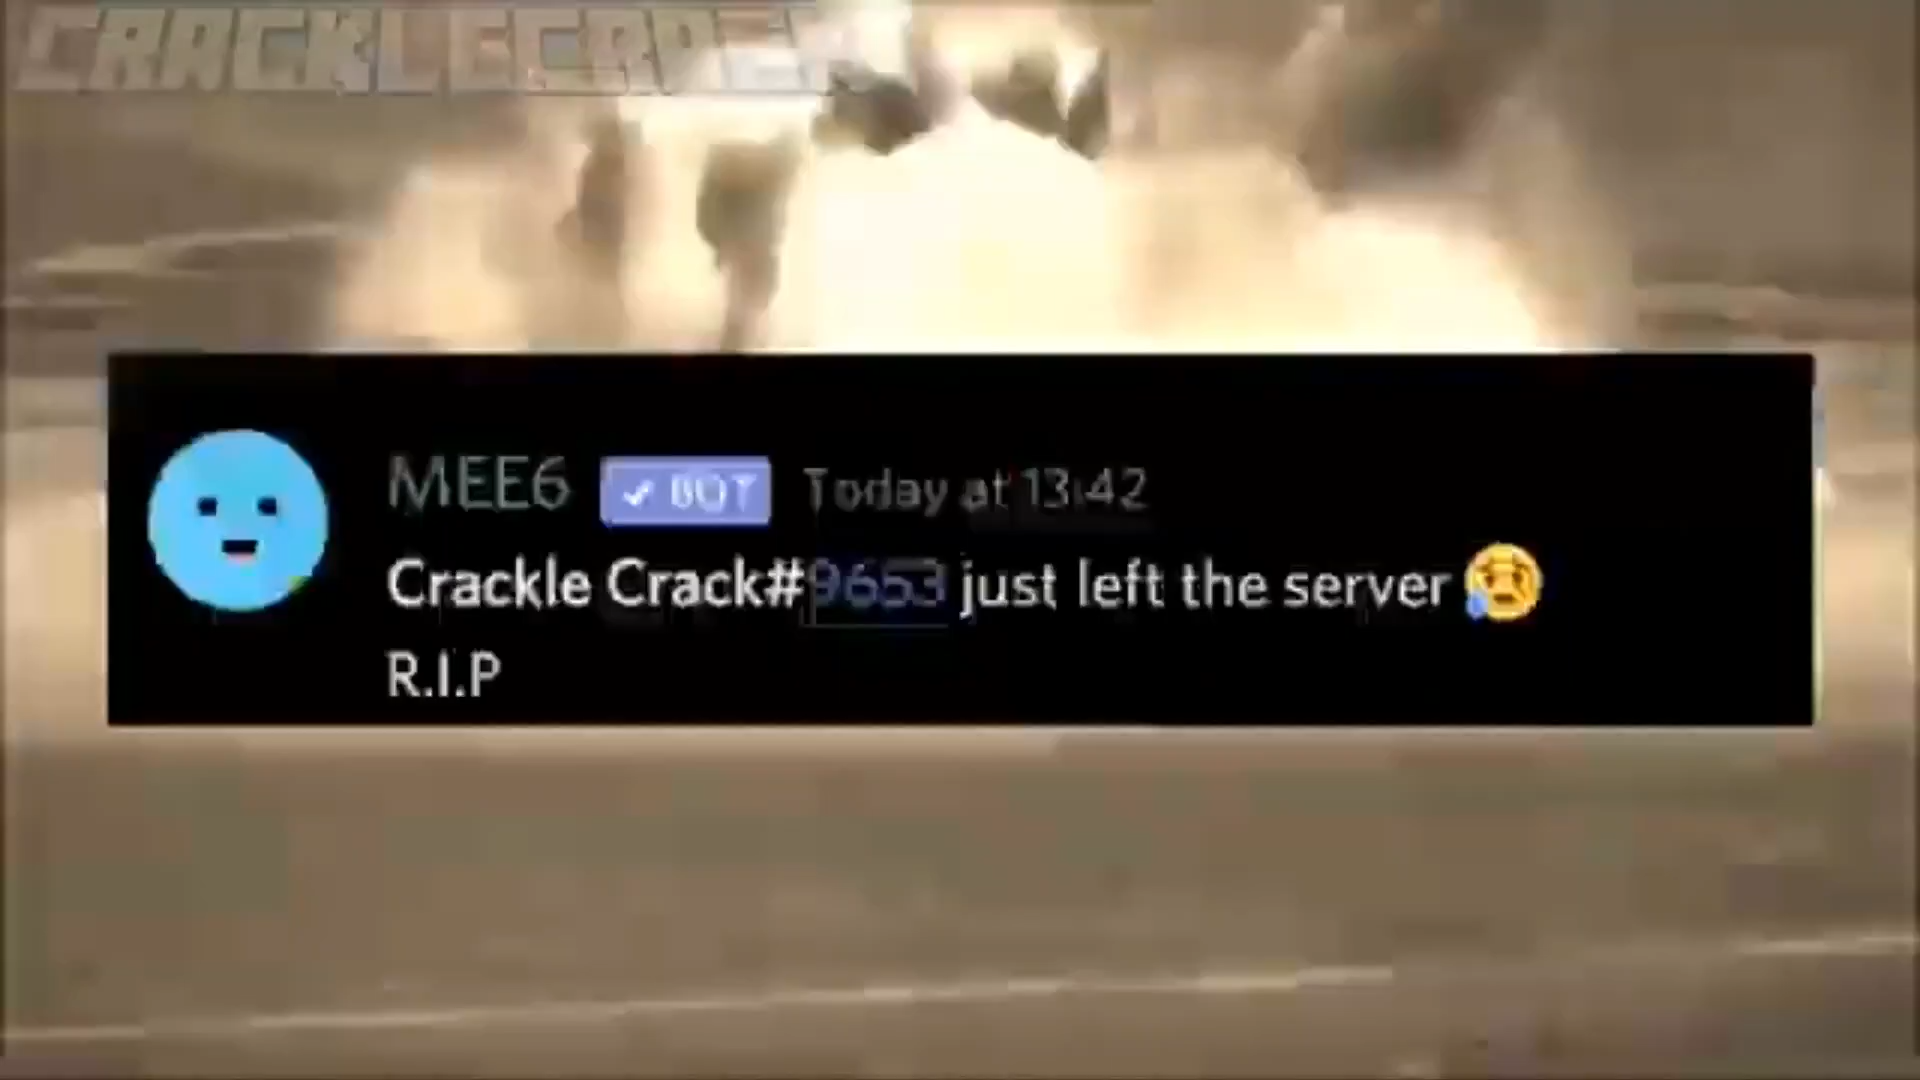 MEE6 ✓ BOT Today at 13:42
Crackle Crack#9653 just left the server 😢
R.I.P